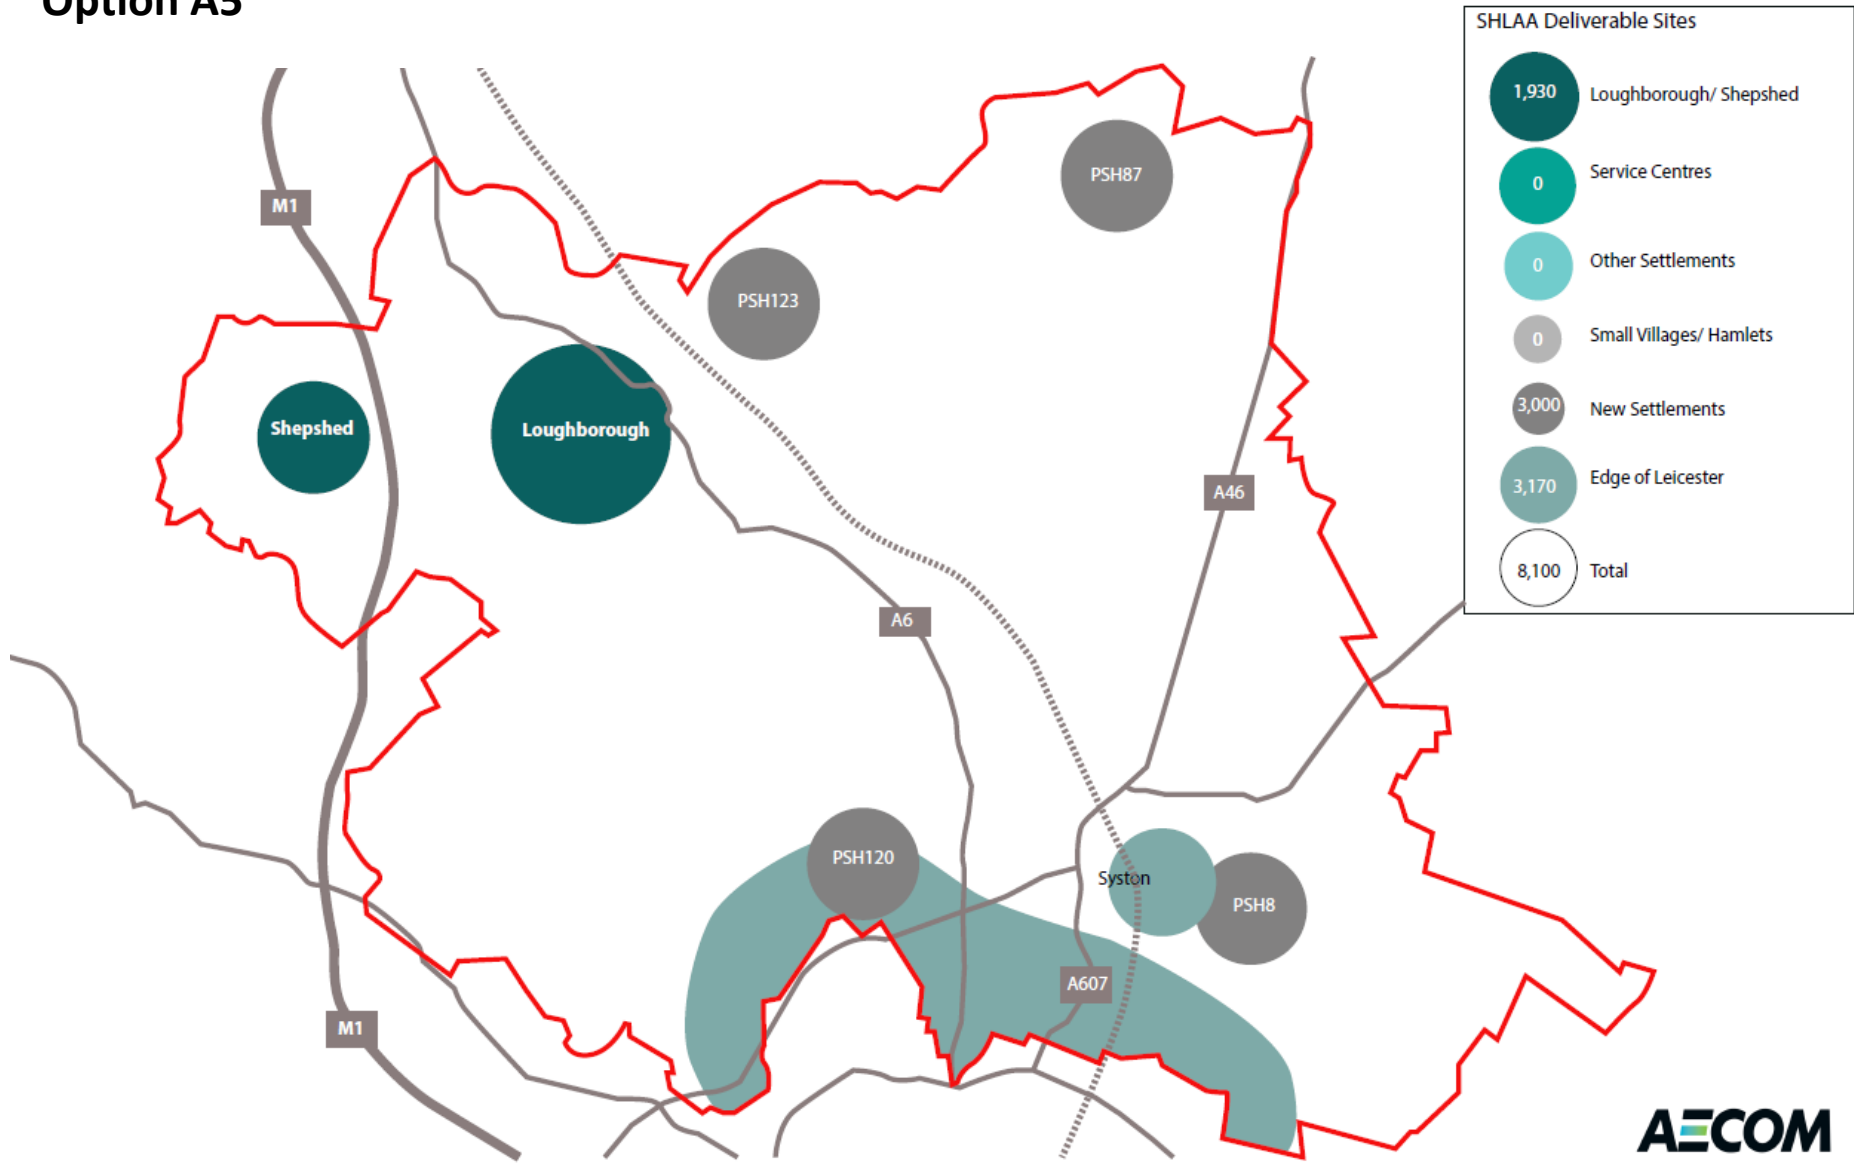 Option A5
SHLAA Deliverable Sites
1,930 Loughborough/ Shepshed
0 Service Centres
0 Other Settlements
0 Small Villages/ Hamlets
3,000 New Settlements
3,170 Edge of Leicester
8,100 Total
PSH87
M1
PSH123
Shepshed
Loughborough
A46
A6
PSH120
Syston
PSH8
A607
M1
AECOM